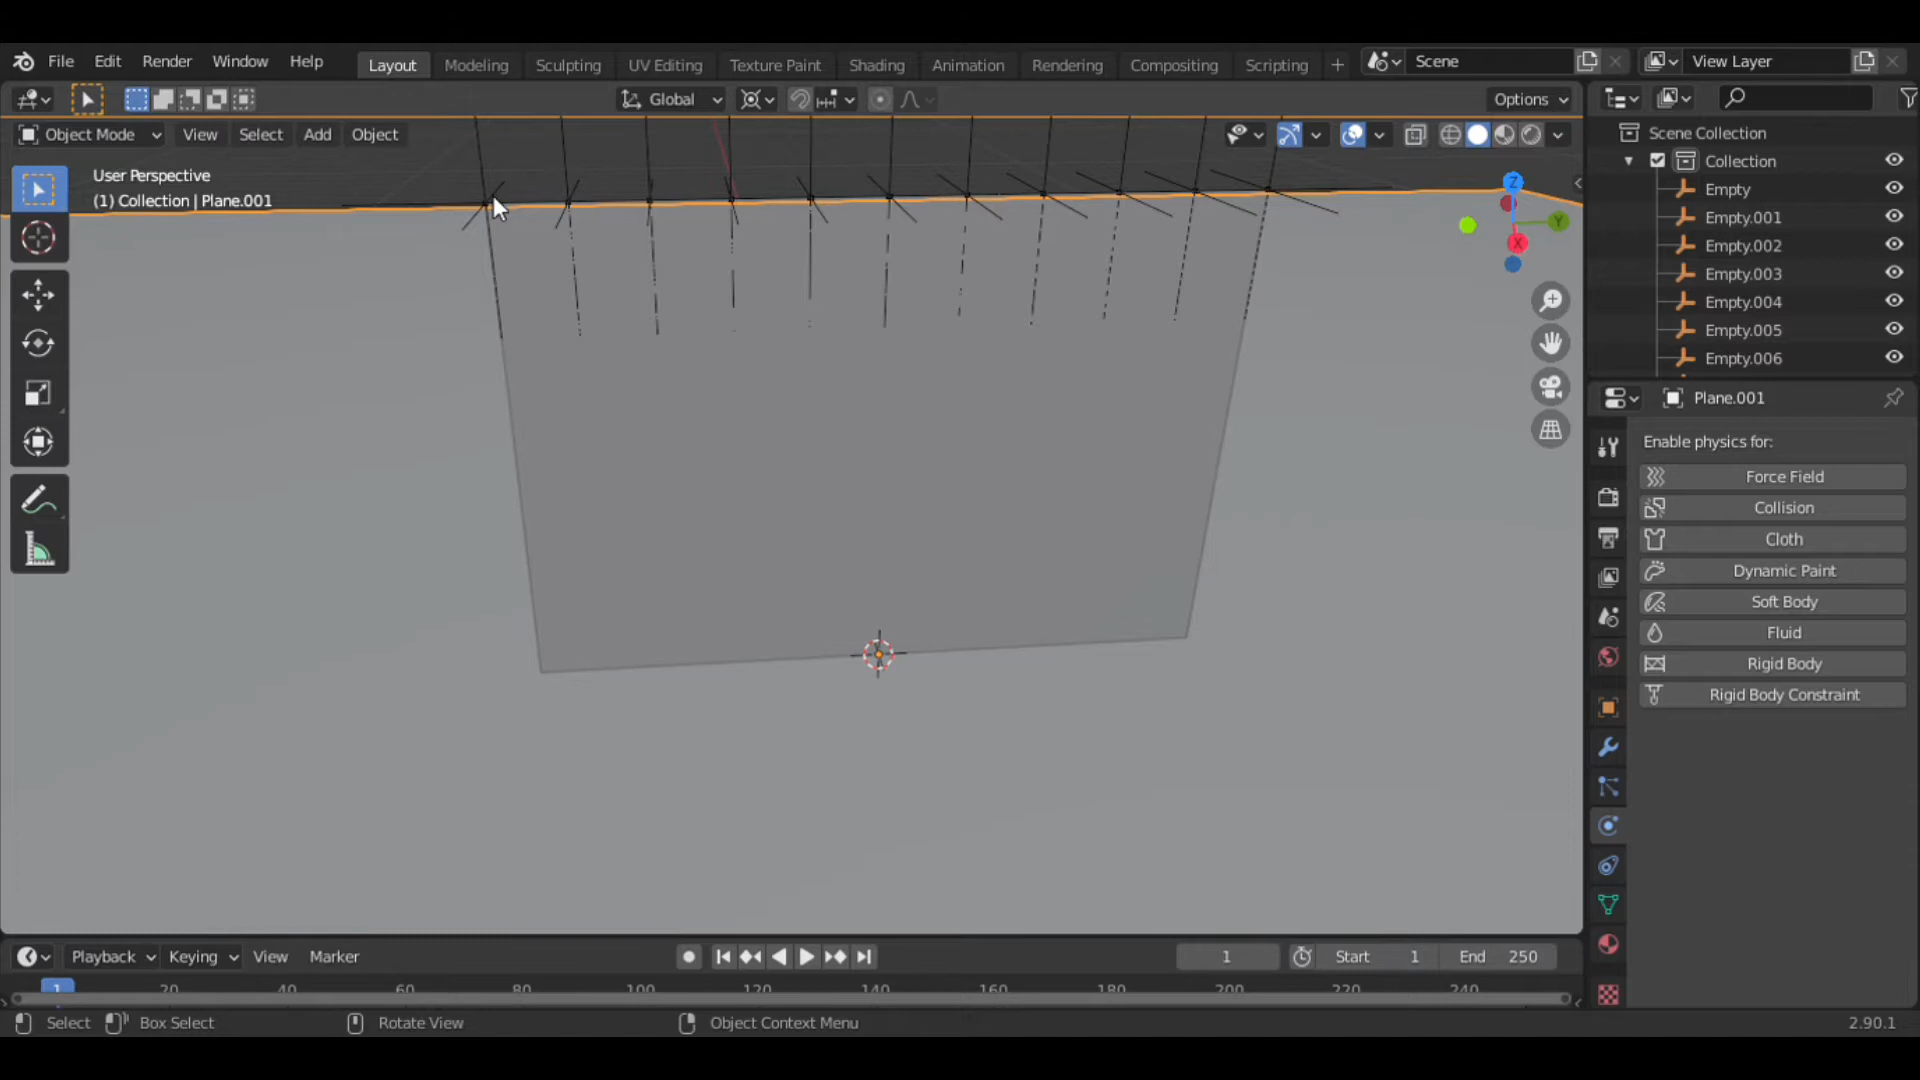 File Edit Render Window Help Layout Modeling Sculpting UV Editing Texture Paint Shading Animation Rendering Compositing Scripting + Scene View Layer
Global Options
Object Mode View Select Add Object
User Perspective
(1) Collection | Plane.001
Z
Y
X
Scene Collection
Collection
Empty
Empty.001
Empty.002
Empty.003
Empty.004
Empty.005
Empty.006
Plane.001
Enable physics for:
Force Field
Collision
Cloth
Dynamic Paint
Soft Body
Fluid
Rigid Body
Rigid Body Constraint
Playback Keying View Marker 1 Start 1 End 250
1 20 40 60 80 100 120 140 160 180 200 220 240
Select Box Select Rotate View Object Context Menu 2.90.1